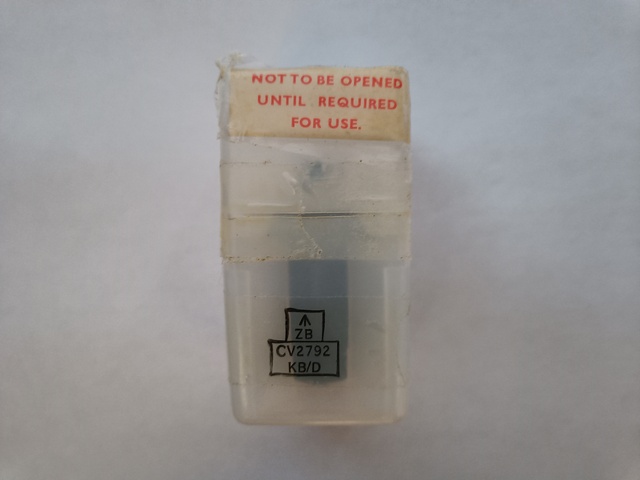 NOT TO BE OPENED
UNTIL REQUIRED
FOR USE.
ZB
CV2792
KB/D